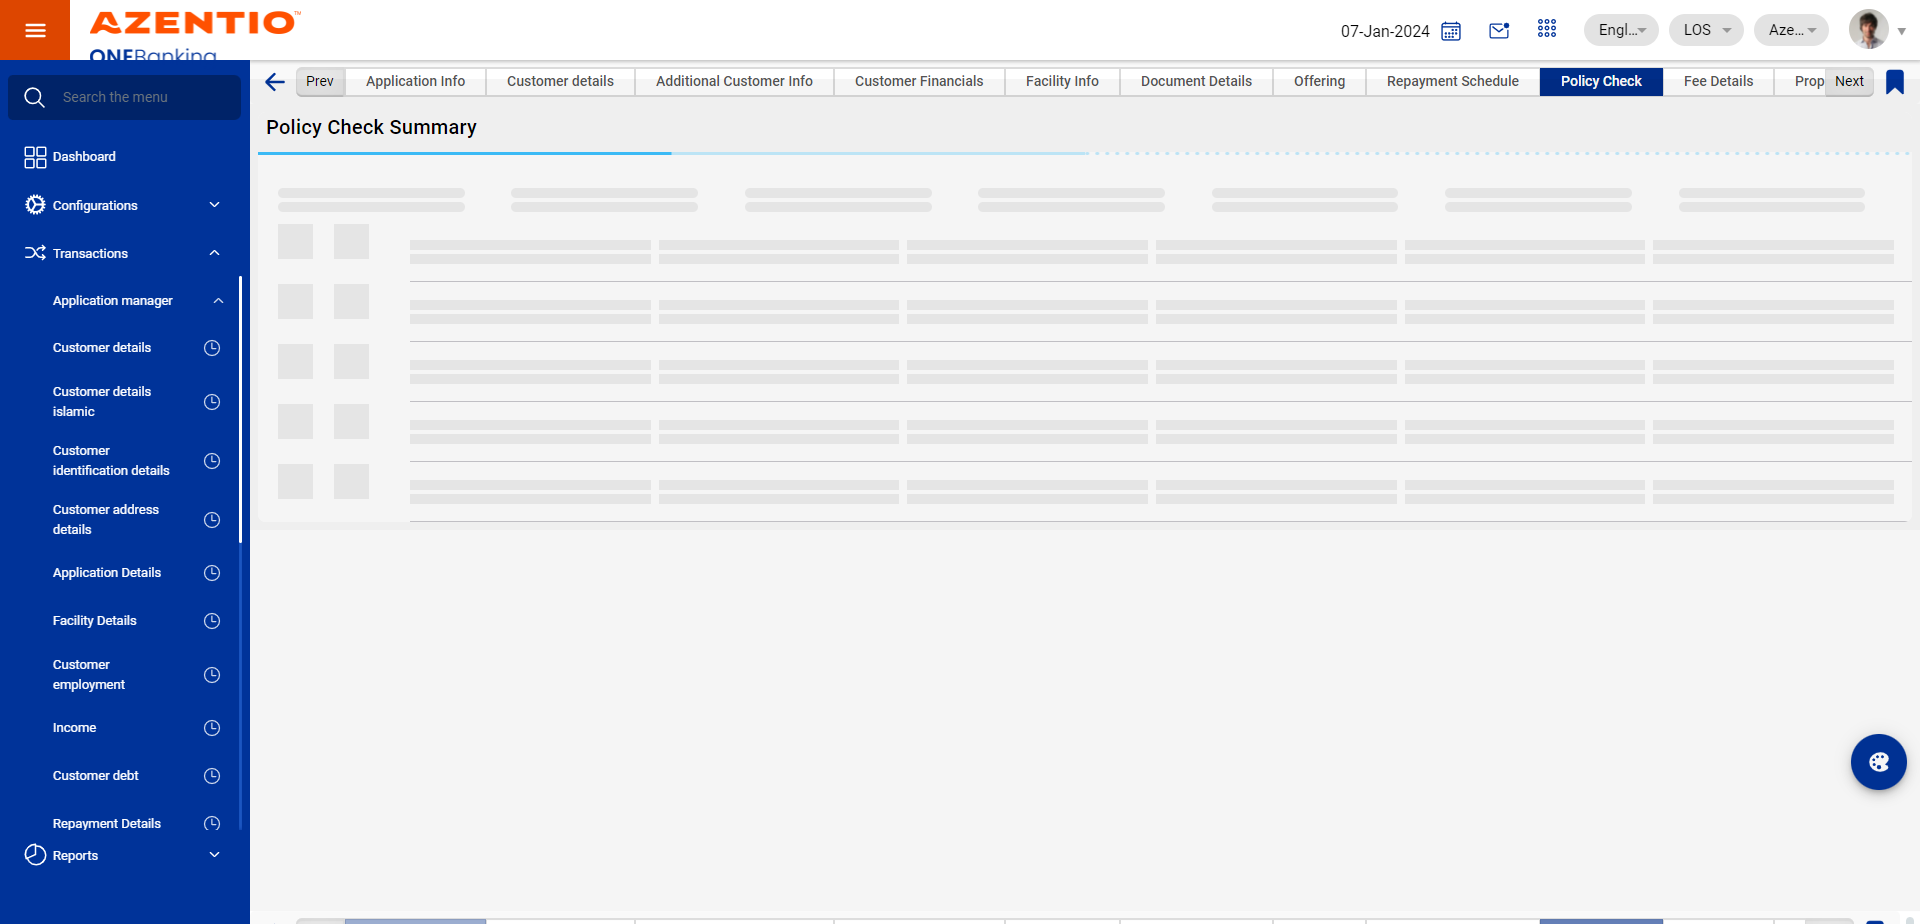 AZENTIO™
ONEBanking
07-Jan-2024
Engl...
LOS
Aze...
Search the menu
Prev
Application Info
Customer details
Additional Customer Info
Customer Financials
Facility Info
Document Details
Offering
Repayment Schedule
Policy Check
Fee Details
Prop
Next
Policy Check Summary
Dashboard
Configurations
Transactions
Application manager
Customer details
Customer details
islamic
Customer
identification details
Customer address
details
Application Details
Facility Details
Customer
employment
Income
Customer debt
Repayment Details
Reports